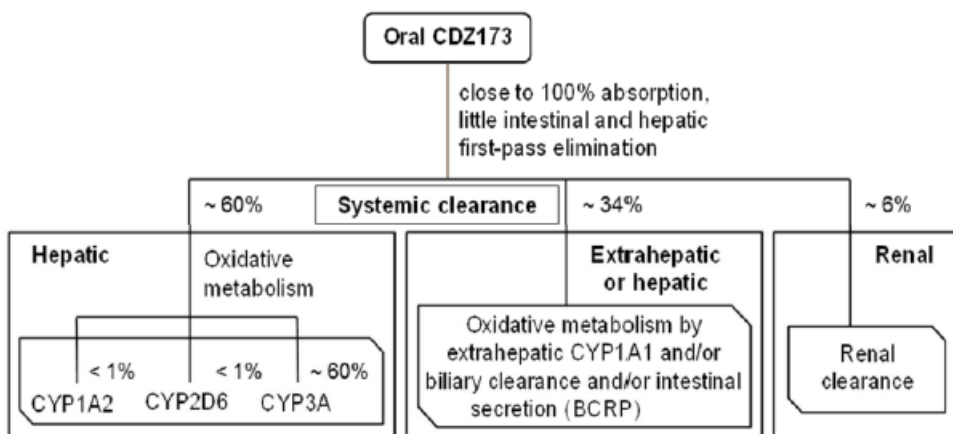 Oral CDZ173
close to 100% absorption,
little intestinal and hepatic
first-pass elimination
~ 60%
Systemic clearance
~ 34%
~ 6%
Hepatic
Oxidative
metabolism
< 1%
< 1%
~ 60%
CYP1A2
CYP2D6
CYP3A
Extrahepatic
or hepatic
Oxidative metabolism by
extrahepatic CYP1A1 and/or
biliary clearance and/or intestinal
secretion (BCRP)
Renal
Renal
clearance